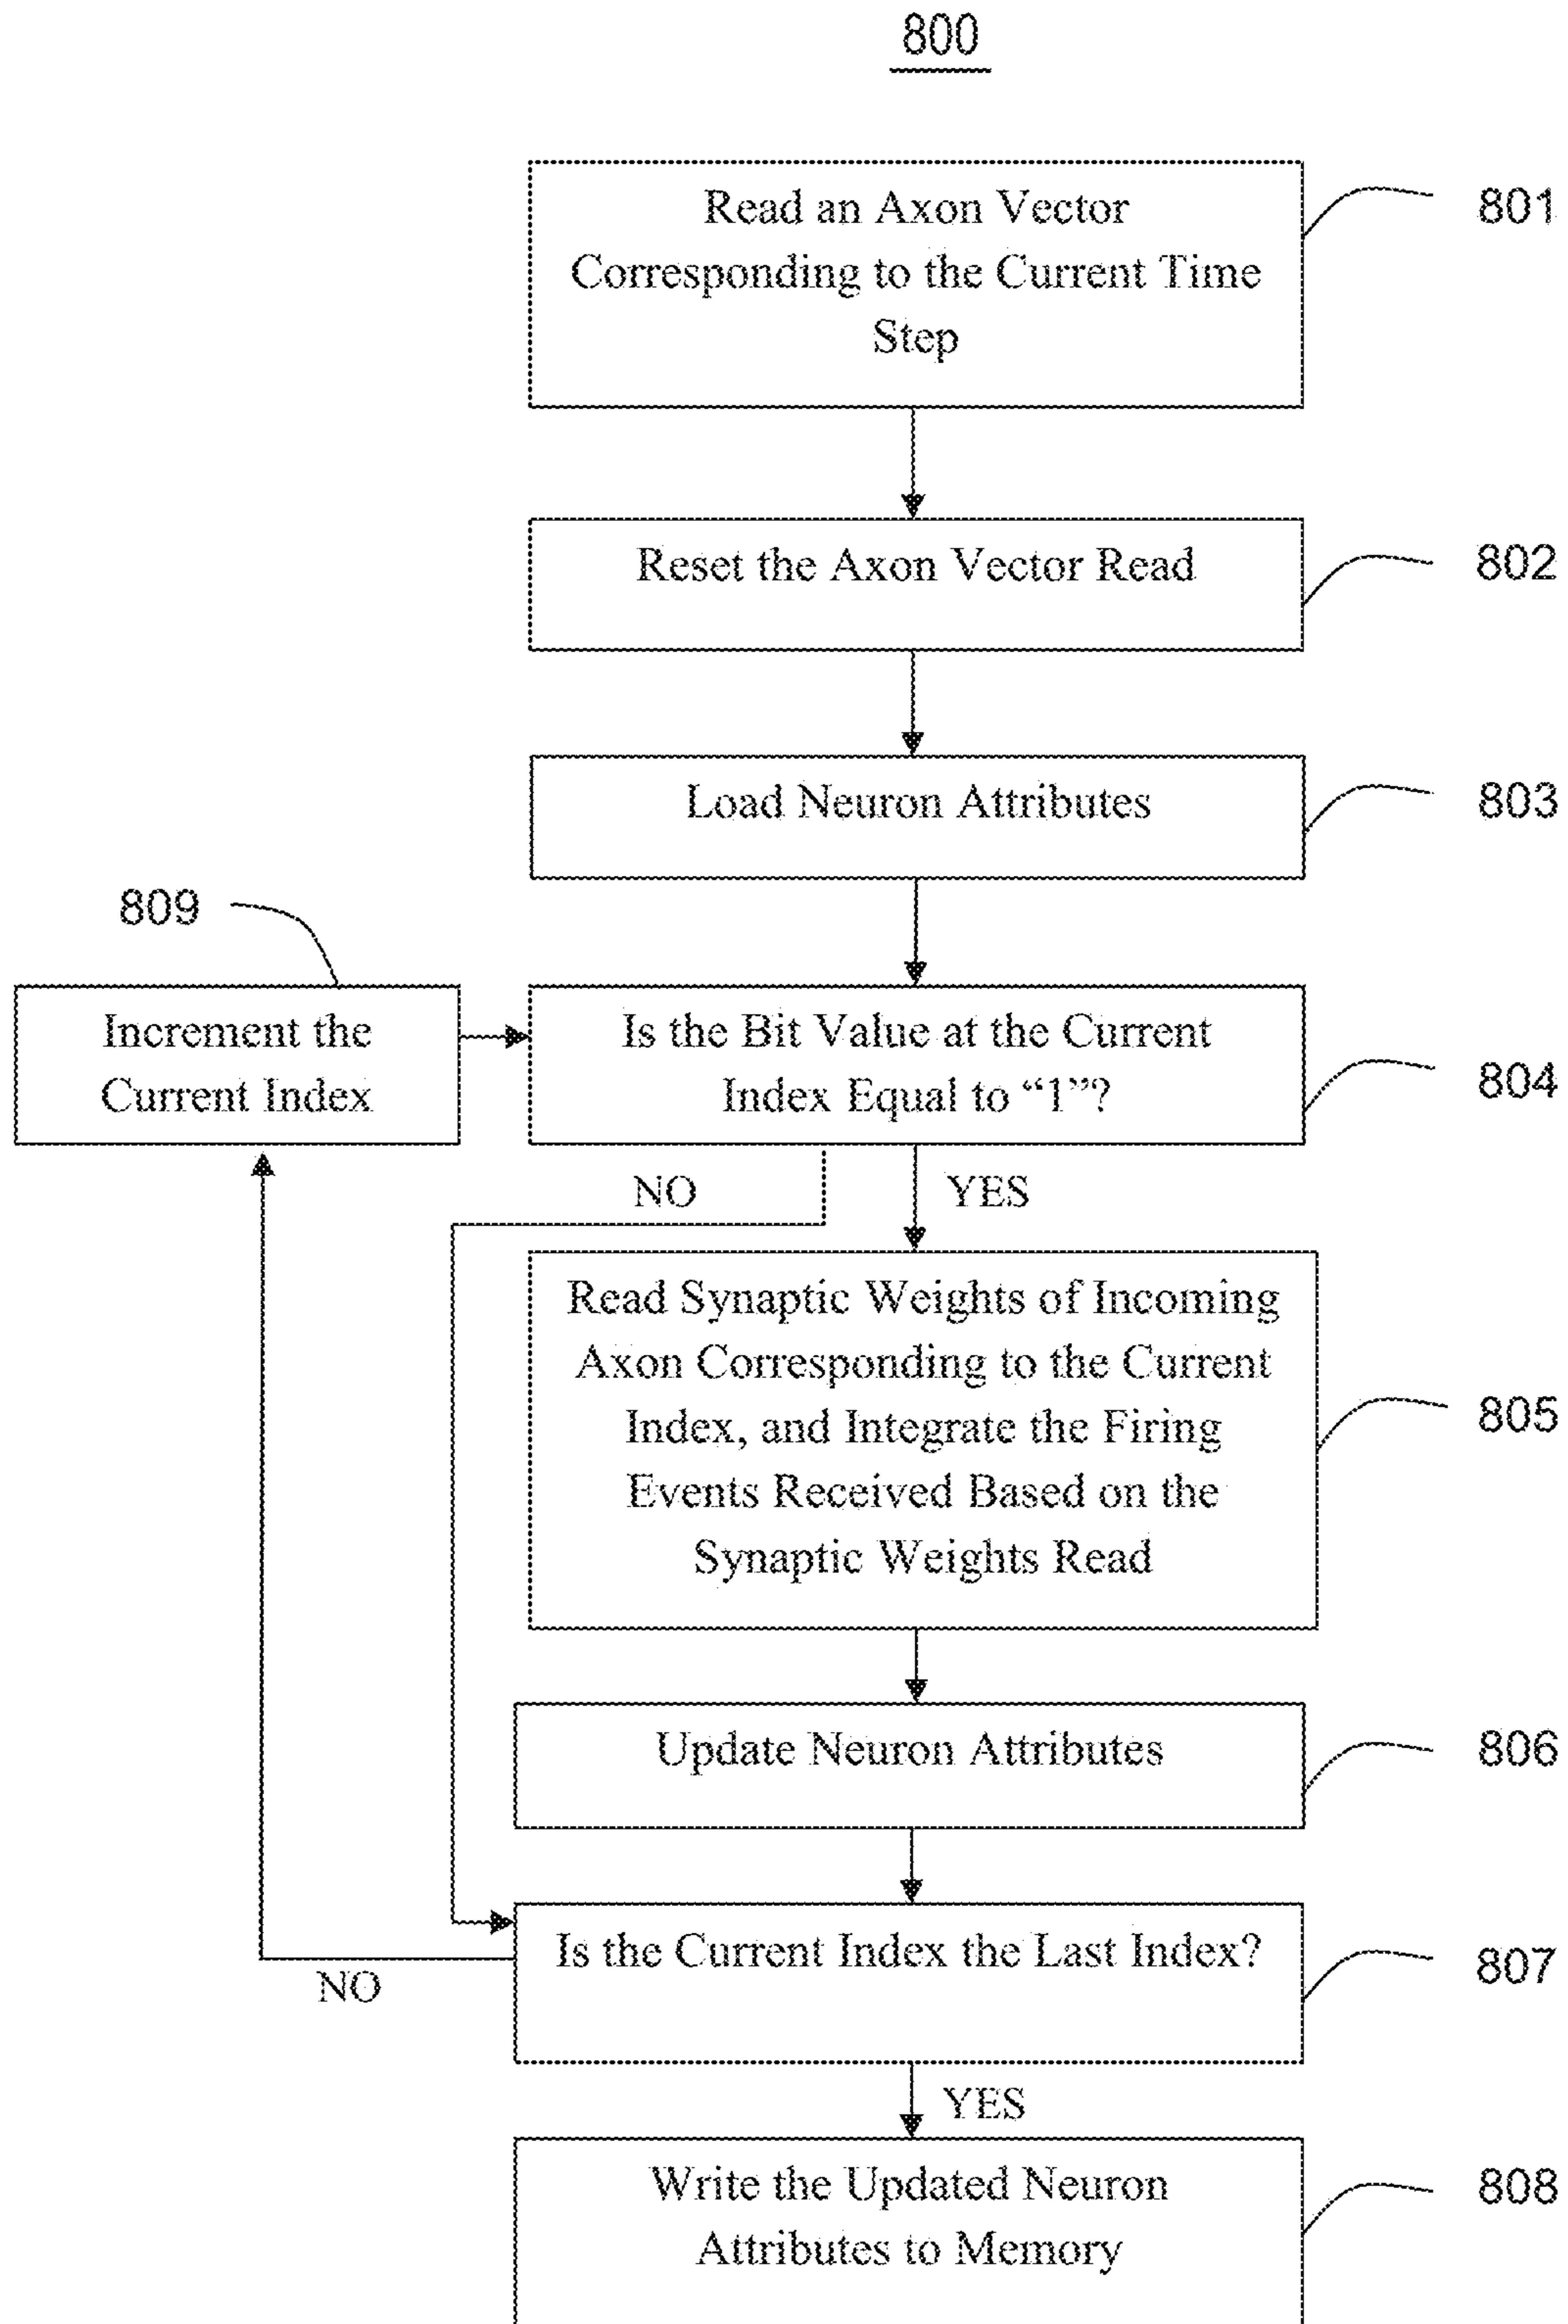 800
Read an Axon Vector
Corresponding to the Current Time
Step
801
Reset the Axon Vector Read
802
Load Neuron Attributes
803
809
Increment the
Current Index
Is the Bit Value at the Current
Index Equal to “1”?
804
NO
YES
Read Synaptic Weights of Incoming
Axon Corresponding to the Current
Index, and Integrate the Firing
Events Received Based on the
Synaptic Weights Read
805
Update Neuron Attributes
806
Is the Current Index the Last Index?
807
NO
YES
Write the Updated Neuron
Attributes to Memory
808